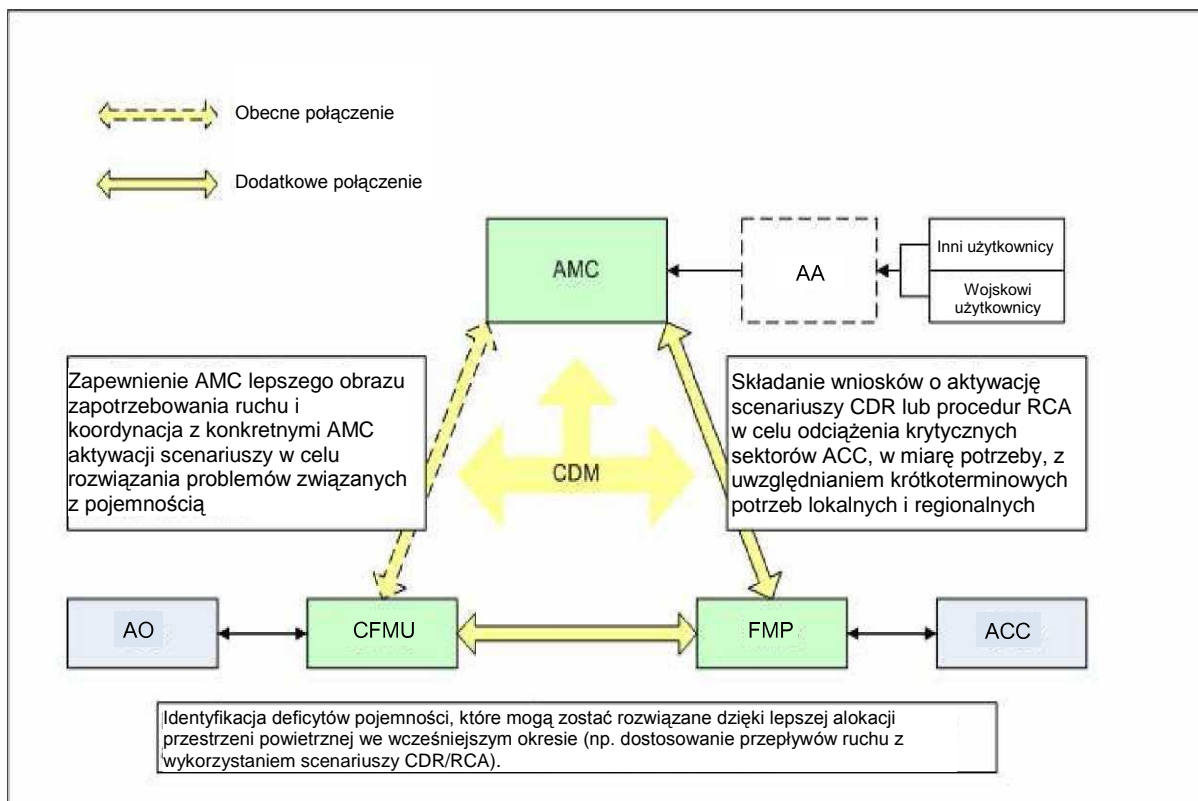 Obecne połączenie
Dodatkowe połączenie
AMC
AA
Inni użytkownicy
Wojskowi
użytkownicy
Zapewnienie AMC lepszego obrazu
zapotrzebowania ruchu i
koordynacja z konkretnymi AMC
aktywacji scenariuszy w celu
rozwiązania problemów związanych
z pojemnością
CDM
Składanie wniosków o aktywację
scenariuszy CDR lub procedur RCA
w celu odciążenia krytycznych
sektorów ACC, w miarę potrzeby, z
uwzględnianiem krótkoterminowych
potrzeb lokalnych i regionalnych
AO
CFMU
FMP
ACC
Identyfikacja deficytów pojemności, które mogą zostać rozwiązane dzięki lepszej alokacji
przestrzeni powietrznej we wcześniejszym okresie (np. dostosowanie przepływów ruchu z
wykorzystaniem scenariuszy CDR/RCA).